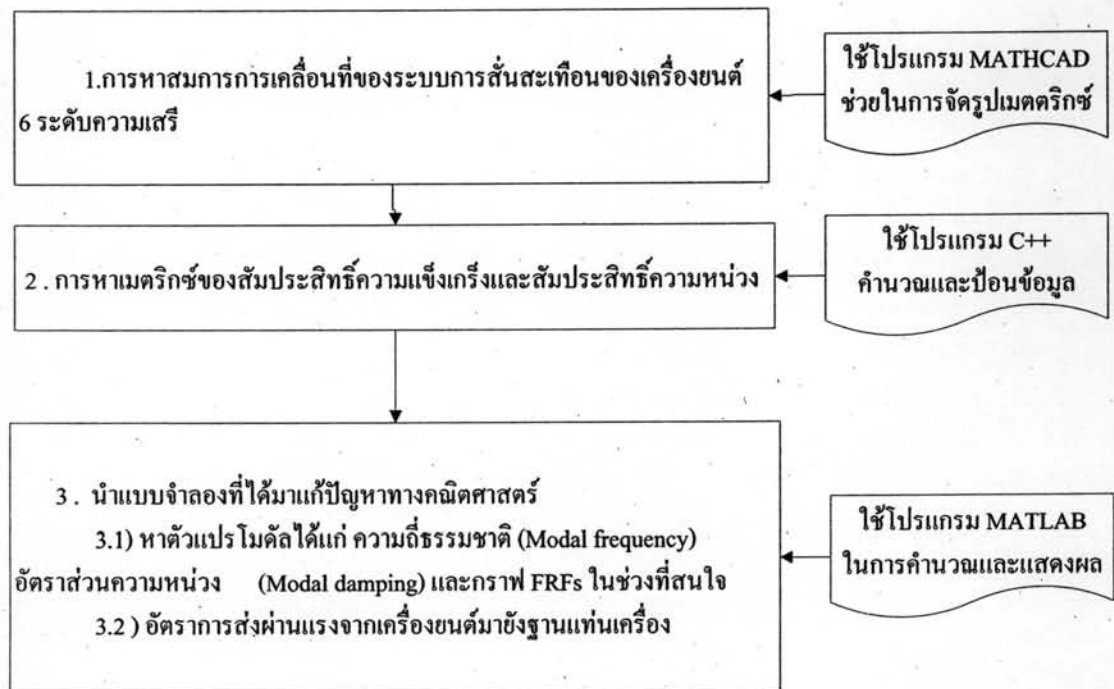 1.การหาสมการการเคลื่อนที่ของระบบการสั่นสะเทือนของเครื่องยนต์
6 ระดับความเสรี
ใช้โปรแกรม MATHCAD
ช่วยในการจัดรูปเมตตริกซ์
2 . การหาเมตริกซ์ของสัมประสิทธิ์ความแข็งเกร็งและสัมประสิทธิ์ความหน่วง
ใช้โปรแกรม C++
คำนวณและป้อนข้อมูล
3 . นำแบบจำลองที่ได้มาแก้ปัญหาทางคณิตศาสตร์
3.1) หาตัวแปรโมดัลได้แก่ ความถี่ธรรมชาติ (Modal frequency)
อัตราส่วนความหน่วง (Modal damping) และกราฟ FRFs ในช่วงที่สนใจ
3.2 ) อัตราการส่งผ่านแรงจากเครื่องยนต์มายังฐานแท่นเครื่อง
ใช้โปรแกรม MATLAB
ในการคำนวณและแสดงผล